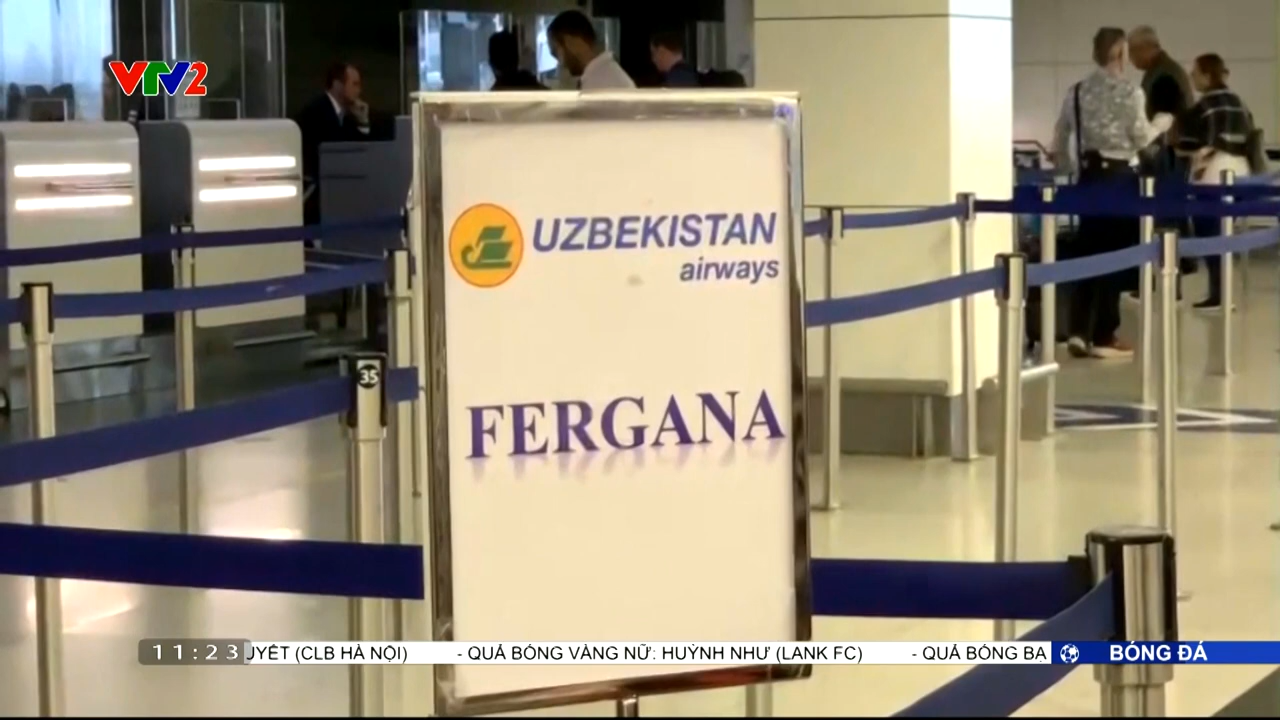 VTV2
UZBEKISTAN
airways
FERGANA
35
11:23
UYẾT (CLB HÀ NỘI) - QUẢ BÓNG VÀNG NỮ: HUỲNH NHƯ (LANK FC) - QUẢ BÓNG BẠ
BÓNG ĐÁ